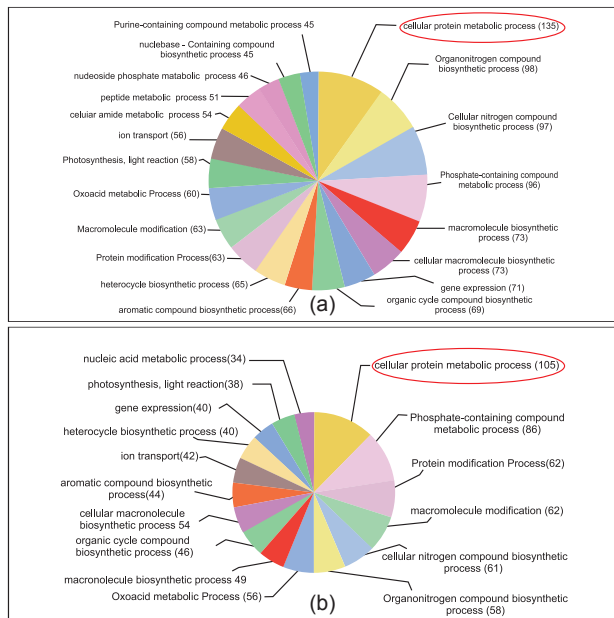 Purine-containing compound metabolic process 45
nuclebase - Containing compound
biosynthetic process 45
nudeoside phosphate matabolic process 46
peptide metabolic process 51
celuiar amide metabolic process 54
ion transport (56)
Photosynthesis, light reaction (58)
Oxoacid metabolic Process (60)
Macromolecule modification (63)
Protein modification Process(63)
heterocycle biosynthetic process (65)
aromatic compound biosynthetic process(66)
cellular protein metabolic process (135)
Organonitrogen compound
biosynthetic process (98)
Cellular nitrogen compound
biosynthetic process (97)
Phosphate-containing compound
metabolic process (96)
macromolecule biosynthetic
process (73)
cellular macromolecule biosynthetic
process (73)
gene expression (71)
organic cycle compound biosynthetic
process (69)
(a)
nucleic acid metabolic process(34)
photosynthesis, light reaction(38)
gene expression(40)
heterocycle biosynthetic process (40)
ion transport(42)
aromatic compound biosynthetic
process(44)
cellular macronolecule
biosynthetic process 54
organic cycle compound
biosynthetic process (46)
macronolecule biosynthetic process 49
Oxoacid metabolic Process (56)
cellular protein metabolic process (105)
Phosphate-containing compound
metabolic process (86)
Protein modification Process(62)
macromolecule modification (62)
cellular nitrogen compound biosynthetic
process (61)
Organonitrogen compound biosynthetic
process (58)
(b)